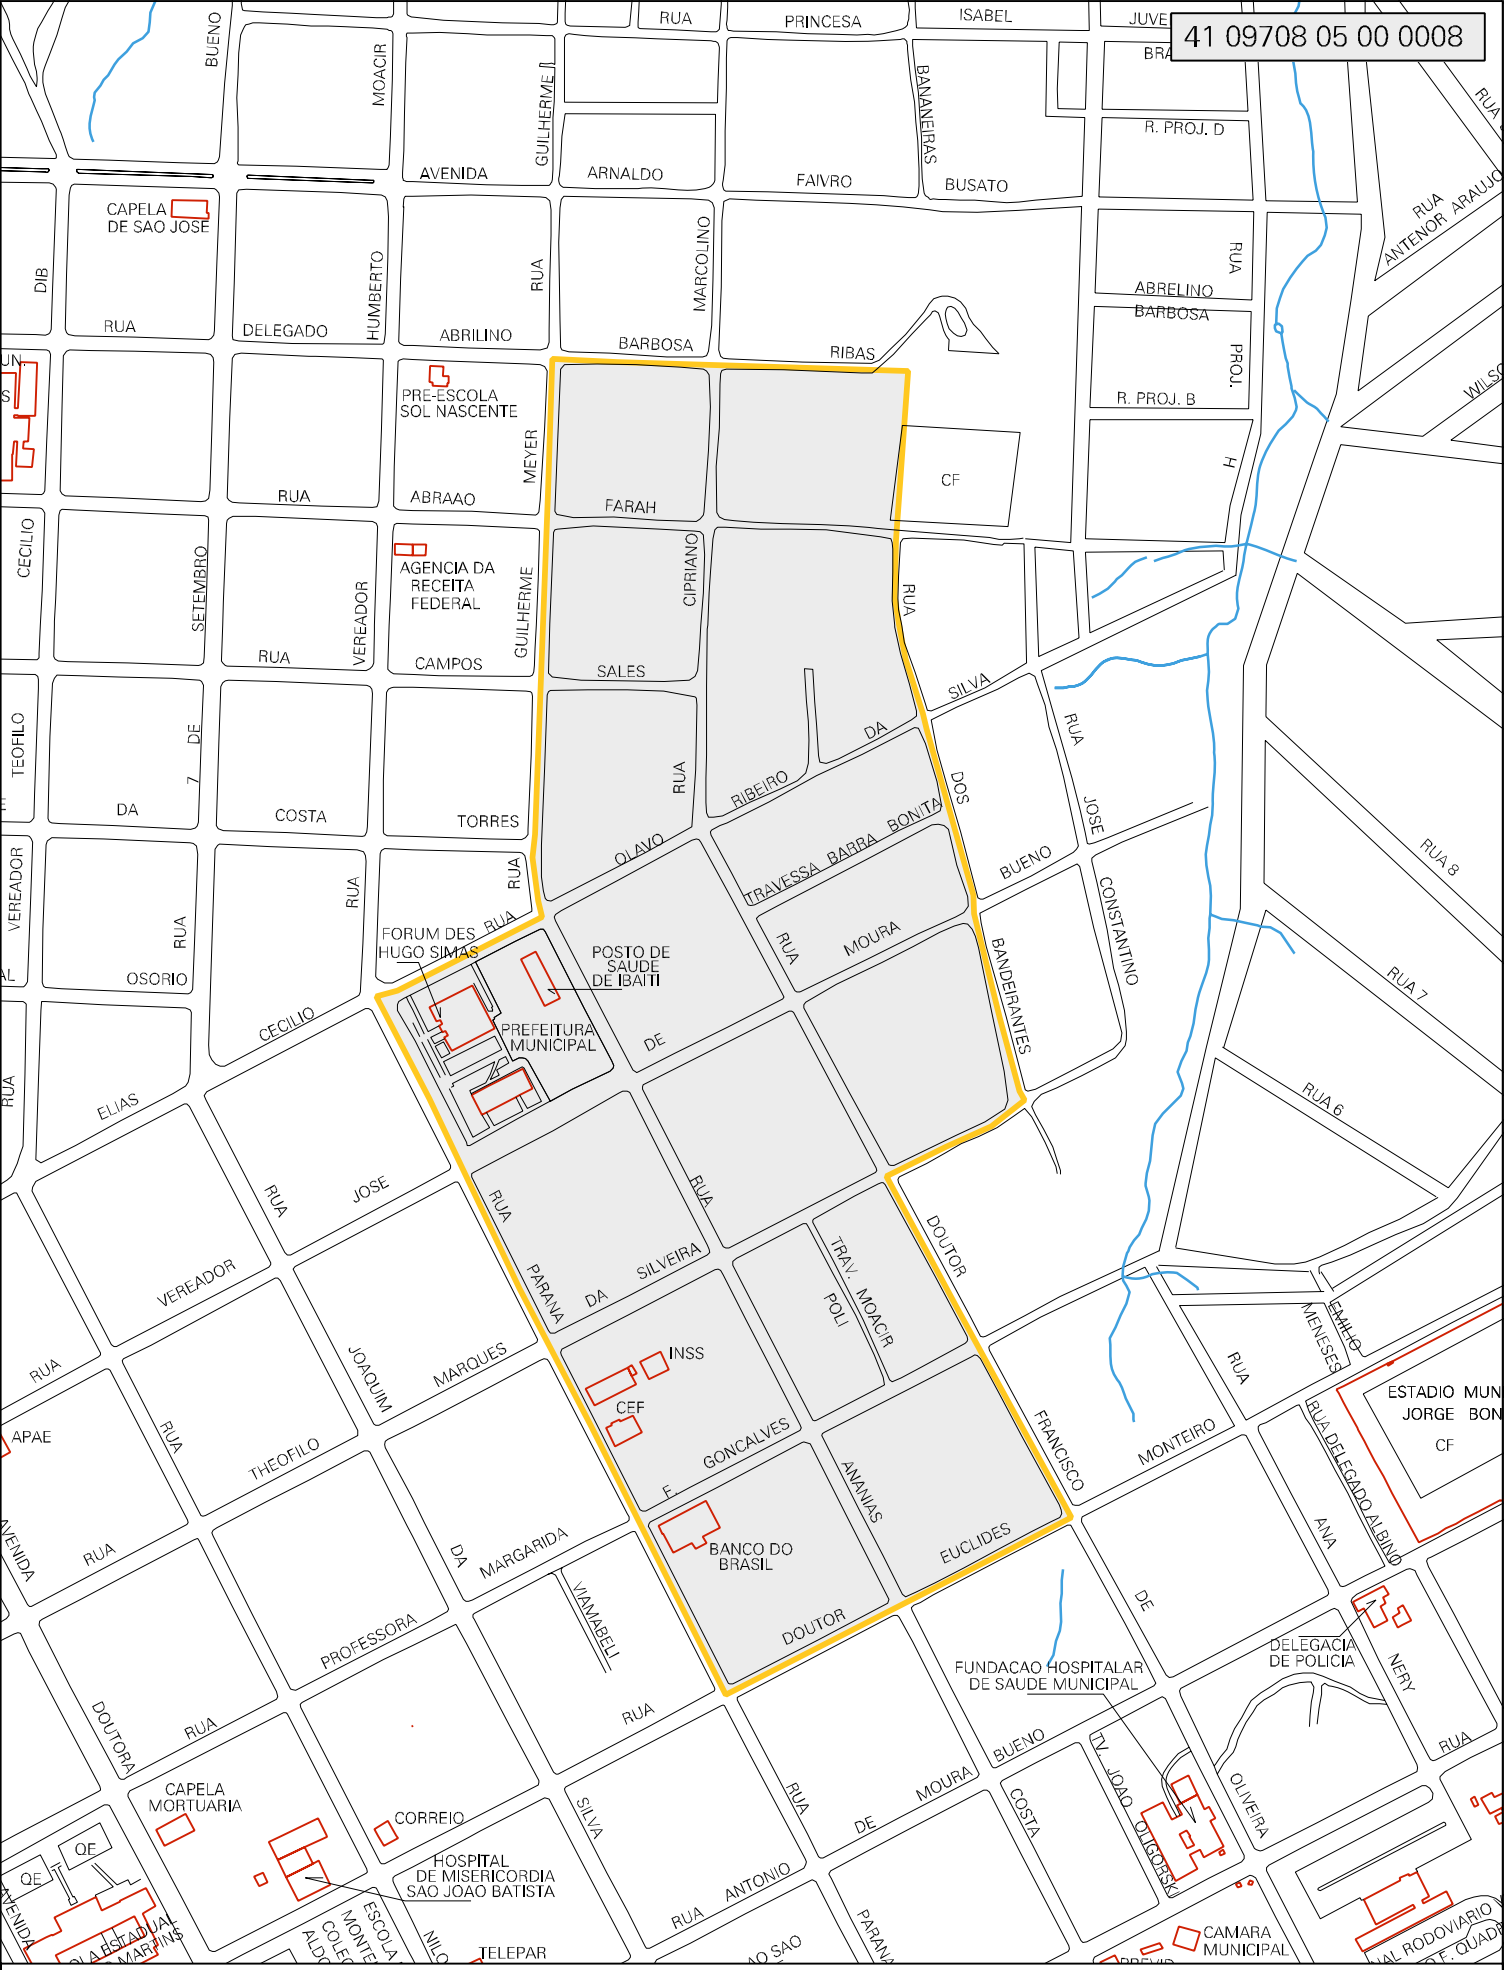 41 09708 05 00 0008
RUA
PRINCESA
ISABEL
BUENO
MOACIR
GUILHERME
BANANEIRAS
R. PROJ. D
AVENIDA
ARNALDO
FAIVRO
BUSATO
RUA
ANTENOR ARAUJO
CAPELA
DE SAO JOSE
DIB
HUMBERTO
RUA
MARCOLINO
RUA
ABRELINO
BARBOSA
RUA
DELEGADO
ABRILINO
BARBOSA
RIBAS
PROJ.
R. PROJ. B
H
PRE-ESCOLA
SOL NASCENTE
MEYER
RUA
ABRAAO
FARAH
CF
CECILIO
SETEMBRO
VEREADOR
AGENCIA DA
RECEITA
FEDERAL
GUILHERME
CIPRIANO
RUA
RUA
CAMPOS
SALES
SILVA
DA
RIBEIRO
OLAVO
RUA
TEOFILO
7 DE
DA
COSTA
TORRES
RUA
RUA
JOSE
CONSTANTINO
DOS
BUENO
TRAVESSA BARRA BONITA
MOURA
RUA
VEREADOR
RUA
RUA
RUA
FORUM DES
HUGO SIMAS
POSTO DE
SAUDE
DE IBAITI
PREFEITURA
MUNICIPAL
DE
BANDEIRANTES
OSORIO
CECILIO
ELIAS
RUA
RUA 8
RUA 7
RUA 6
RUA
JOSE
VEREADOR
RUA
RUA
RUA
PARANA
DA
SILVEIRA
TRAV. MOACIR
POLI
DOUTOR
INSS
CEF
JOAQUIM
MARQUES
RUA
THEOFILO
APAE
F.
GONCALVES
ANANIAS
FRANCISCO
MONTEIRO
RUA
EMILIO
MENESES
ESTADIO MUN
JORGE BON
CF
RUA DELEGADO ALBINO
ANA
BANCO DO
BRASIL
EUCLIDES
DOUTOR
DA
MARGARIDA
VIAMABELI
RUA
AVENIDA
PROFESSORA
RUA
DE
DELEGACIA
DE POLICIA
NERY
RUA
FUNDACAO HOSPITALAR
DE SAUDE MUNICIPAL
DOUTORA
RUA
BUENO
MOURA
DE
RUA
COSTA
TV. JOAO OLIGORSKI
OLIVEIRA
CAPELA
MORTUARIA
CORREIO
SILVA
HOSPITAL
DE MISERICORDIA
SAO JOAO BATISTA
QE
QE
AVENIDA
RUA
ANTONIO
PARANA
TELEPAR
NILO
CAMARA
MUNICIPAL